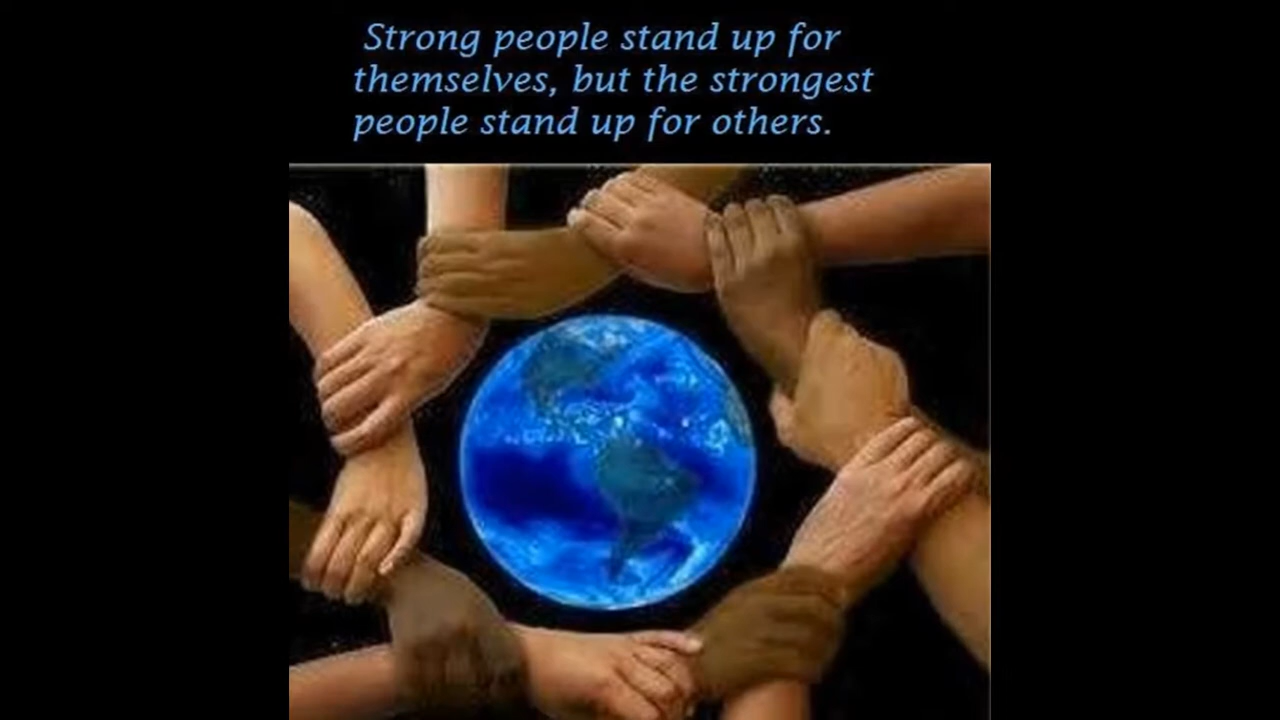 Strong people stand up for
themselves, but the strongest
people stand up for others.